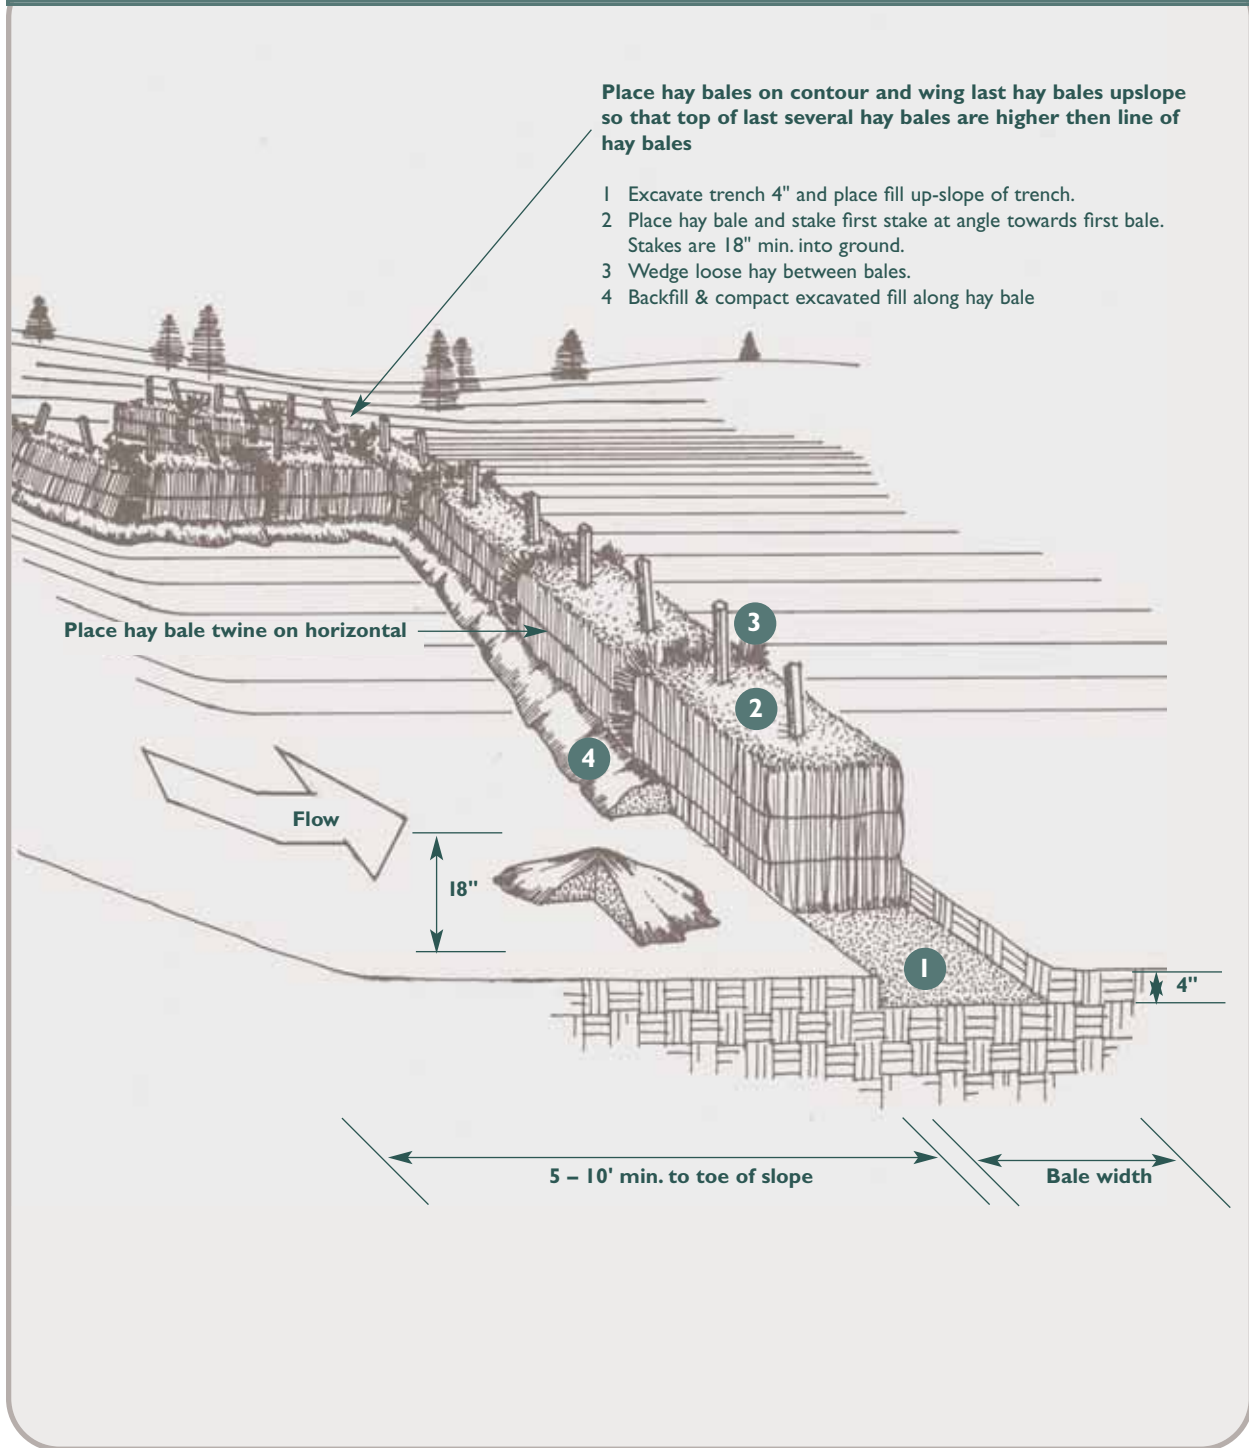 Place hay bales on contour and wing last hay bales upslope
so that top of last several hay bales are higher then line of
hay bales
1 Excavate trench 4" and place fill up-slope of trench.
2 Place hay bale and stake first stake at angle towards first bale.
Stakes are 18" min. into ground.
3 Wedge loose hay between bales.
4 Backfill & compact excavated fill along hay bale
Place hay bale twine on horizontal
3
2
4
Flow
18"
1
4"
5 – 10' min. to toe of slope
Bale width